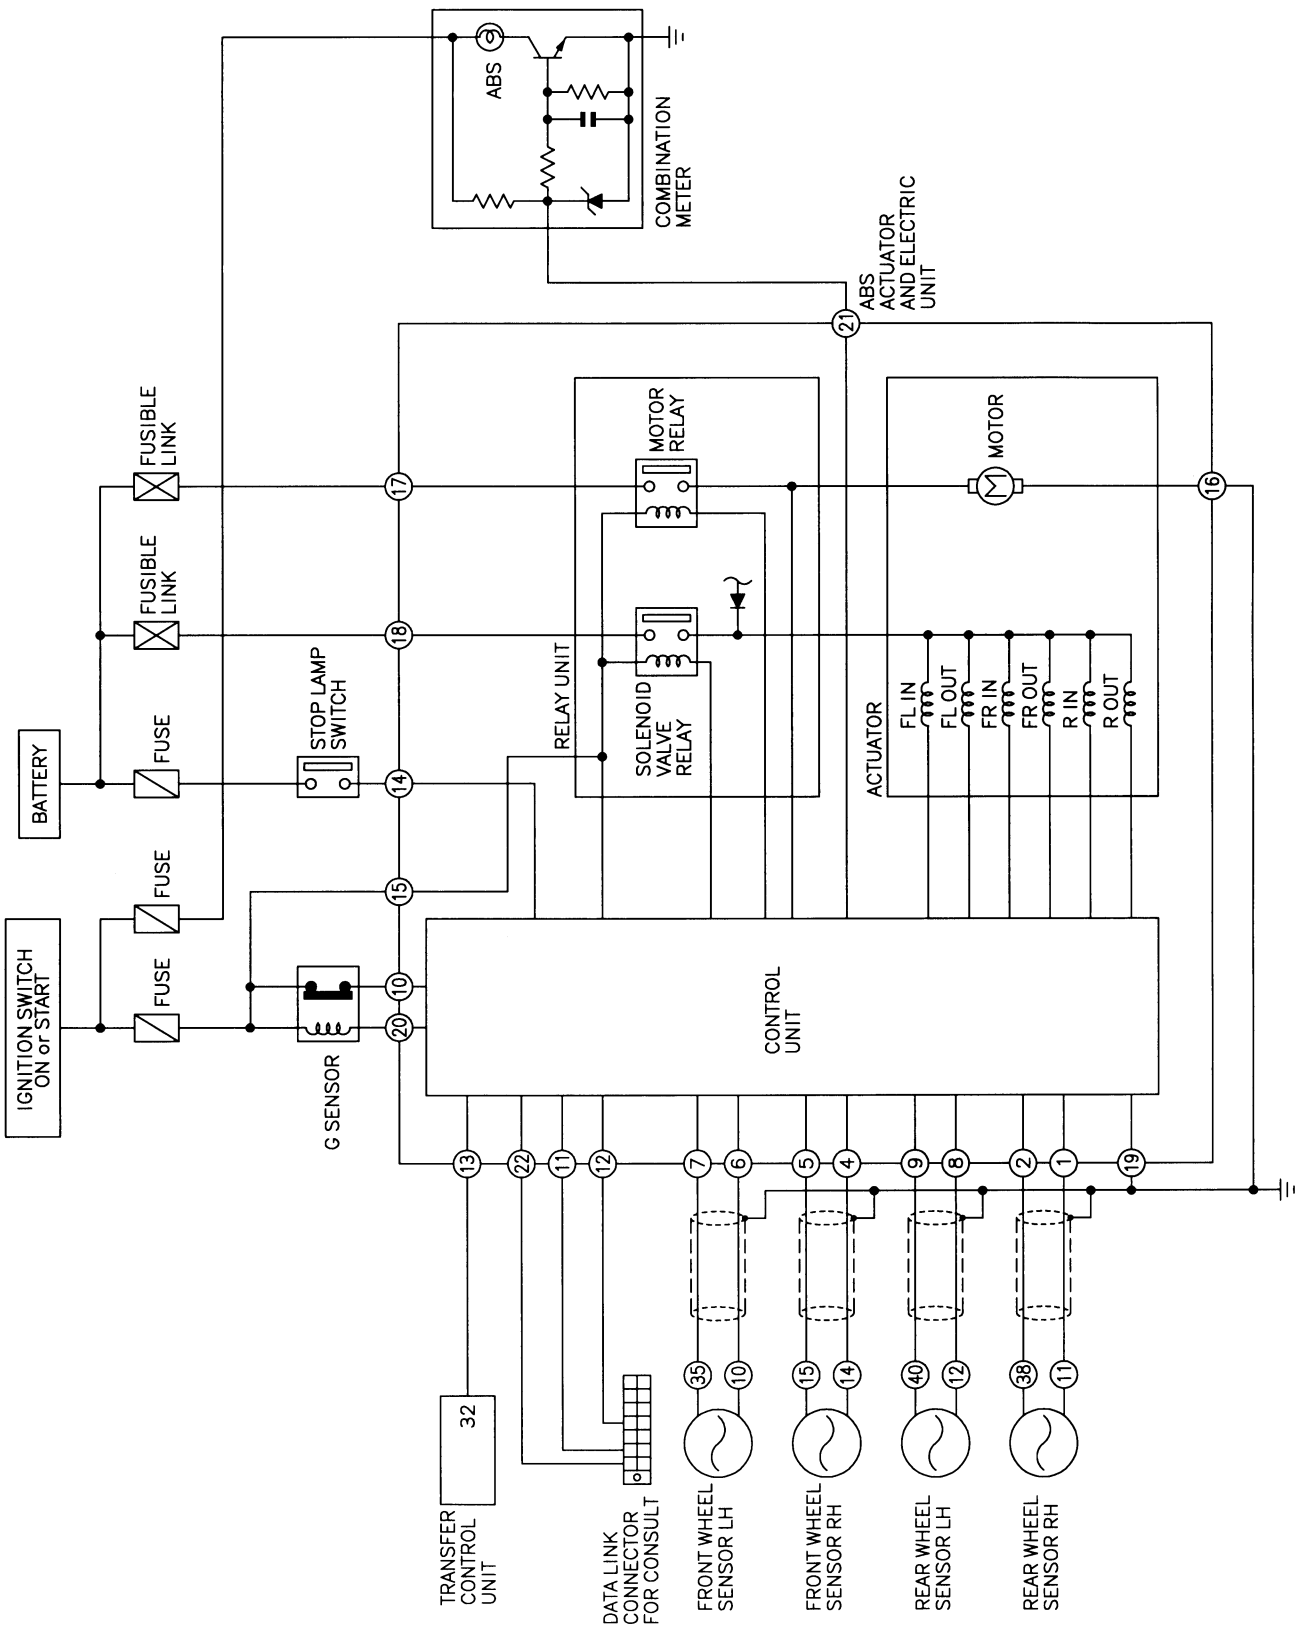 IGNITION SWITCH
ON or START
BATTERY
FUSE
FUSE
FUSE
FUSIBLE
LINK
FUSIBLE
LINK
ABS
COMBINATION
METER
G SENSOR
STOP LAMP
SWITCH
20
10
15
14
18
17
21
ABS
ACTUATOR
AND ELECTRIC
UNIT
RELAY UNIT
SOLENOID
VALVE
RELAY
MOTOR
RELAY
CONTROL
UNIT
ACTUATOR
FL IN
FL OUT
FR IN
FR OUT
R IN
R OUT
MOTOR
M
16
13
22
11
12
7
6
5
4
9
8
2
1
19
TRANSFER
CONTROL
UNIT
32
DATA LINK
CONNECTOR
FOR CONSULT
35
10
FRONT WHEEL
SENSOR LH
15
14
FRONT WHEEL
SENSOR RH
40
12
REAR WHEEL
SENSOR LH
38
11
REAR WHEEL
SENSOR RH